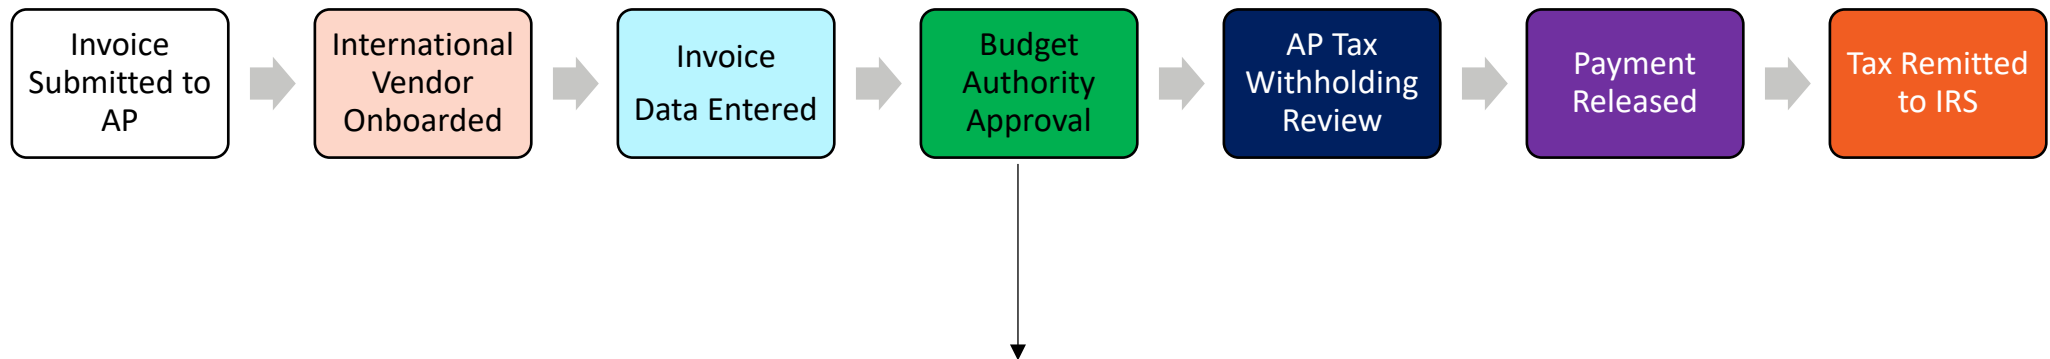 Invoice
Submitted to
AP
International
Vendor
Onboarded
Invoice
Data Entered
Budget
Authority
Approval
AP Tax
Withholding
Review
Payment
Released
Tax Remitted
to IRS